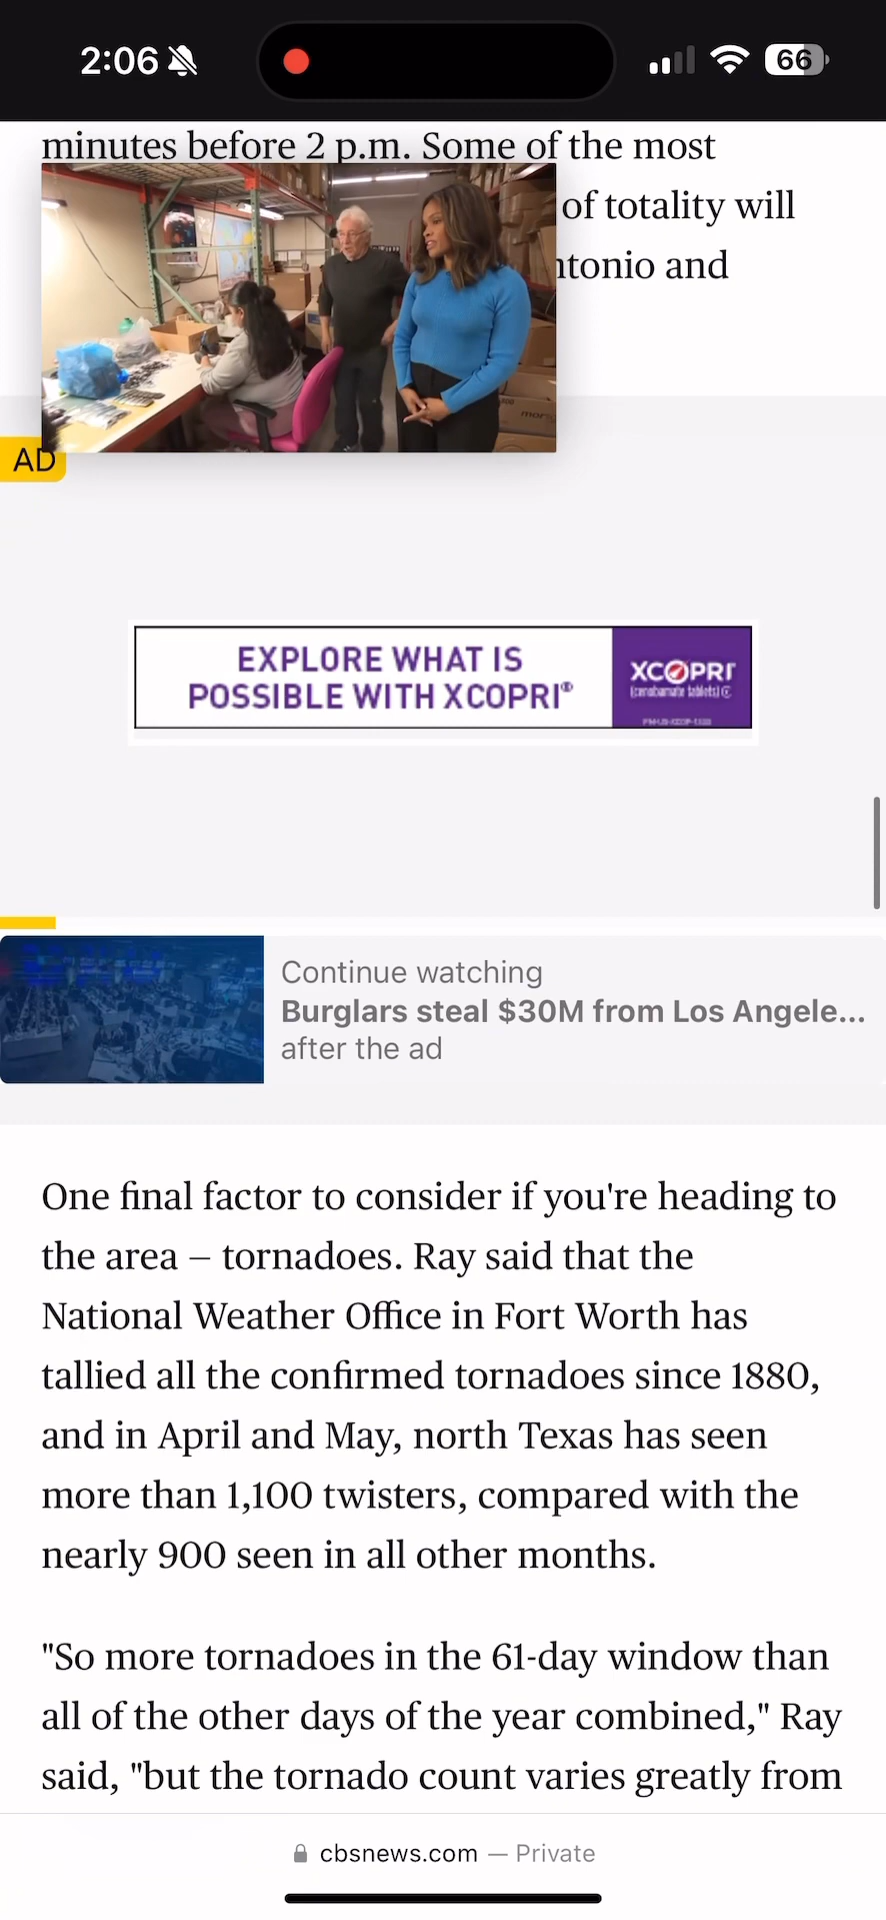 2:06
66
minutes before 2 p.m. Some of the most
of totality will
ntonio and
AD
EXPLORE WHAT IS
POSSIBLE WITH XCOPRI®
XCOPRI
(cenobamate tablets) C
Continue watching
Burglars steal $30M from Los Angele...
after the ad
One final factor to consider if you're heading to
the area — tornadoes. Ray said that the
National Weather Office in Fort Worth has
tallied all the confirmed tornadoes since 1880,
and in April and May, north Texas has seen
more than 1,100 twisters, compared with the
nearly 900 seen in all other months.
"So more tornadoes in the 61-day window than
all of the other days of the year combined," Ray
said, "but the tornado count varies greatly from
cbsnews.com — Private